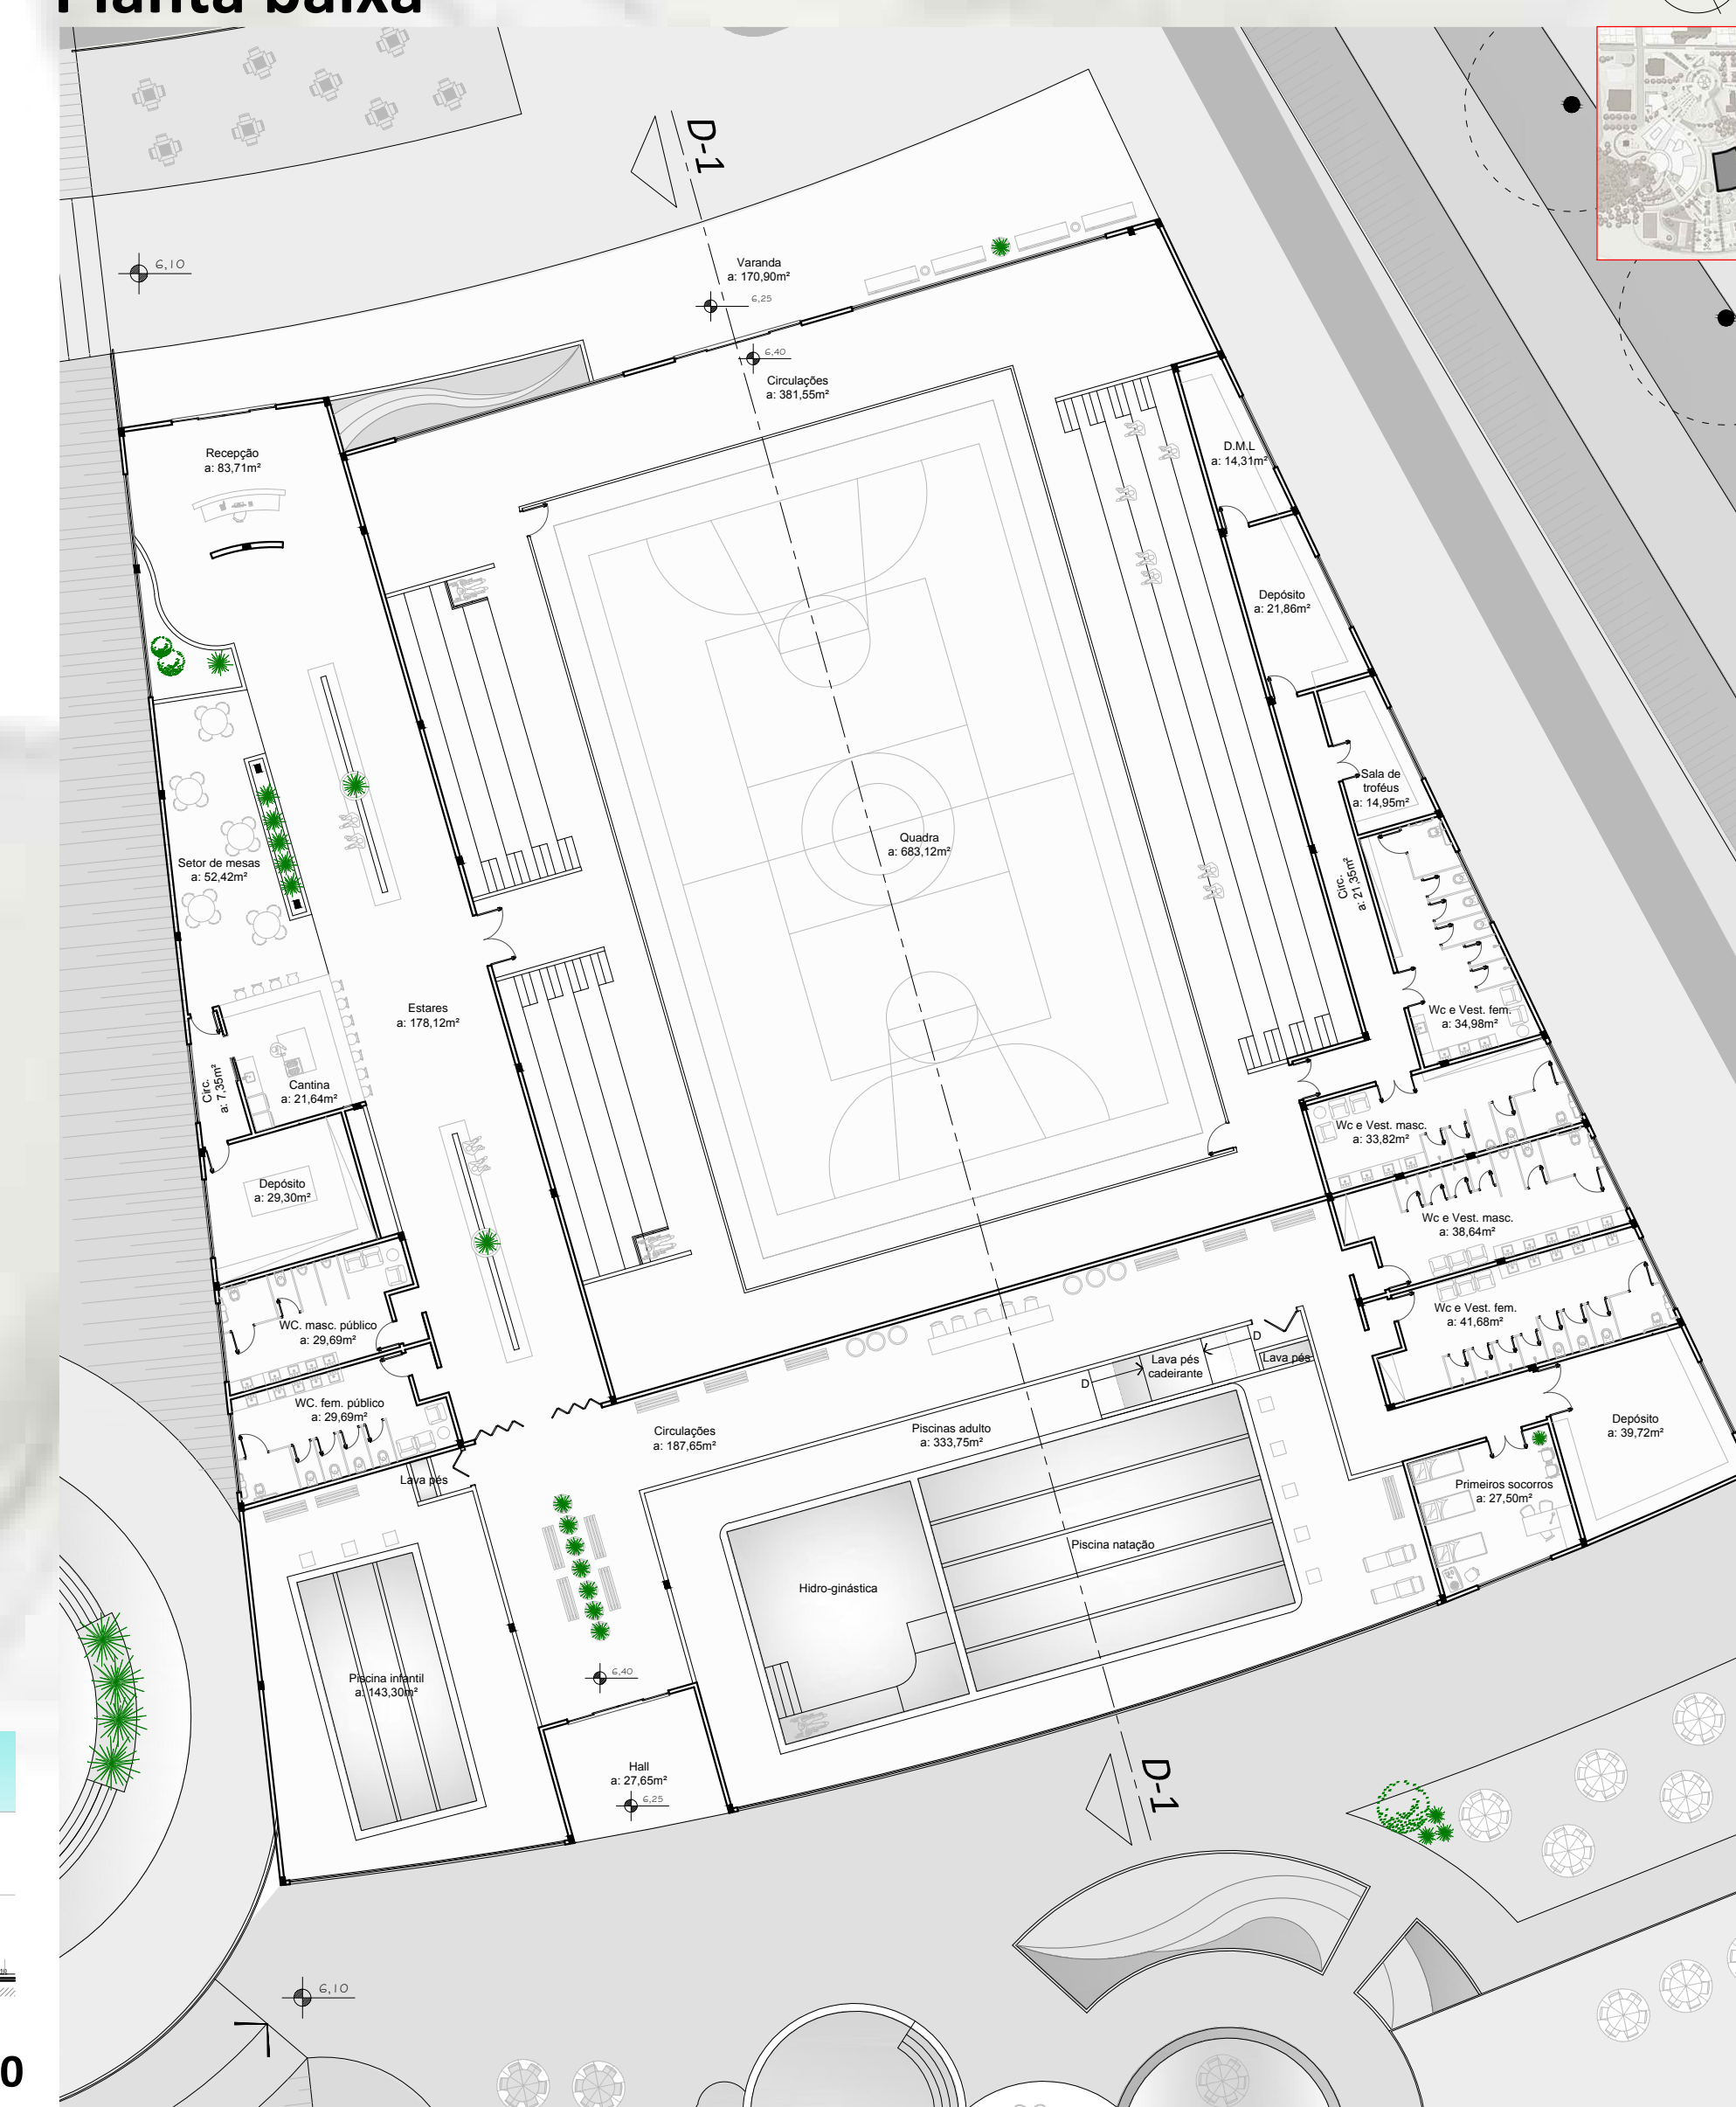 Planta baixa
D-1
6,10
Varanda
a: 170,90m²
6,25
6,40
Circulações
a: 381,55m²
Recepção
a: 83,71m²
D.M.L
a: 14,31m²
Depósito
a: 21,86m²
Sala de
troféus
a: 14,95m²
Quadra
a: 683,12m²
Setor de mesas
a: 52,42m²
Circ.
a: 21,35m²
Estares
a: 178,12m²
Wc e Vest. fem.
a: 34,98m²
Circ.
a: 7,35m²
Cantina
a: 21,64m²
Wc e Vest. masc.
a: 33,82m²
Depósito
a: 29,30m²
Wc e Vest. masc.
a: 38,64m²
WC. masc. público
a: 29,69m²
Wc e Vest. fem.
a: 41,68m²
D
Lava pés
cadeirante
Lava pés
D
WC. fem. público
a: 29,69m²
Circulações
a: 187,65m²
Piscinas adulto
a: 333,75m²
Depósito
a: 39,72m²
Lava pés
Primeiros socorros
a: 27,50m²
Piscina natação
Hidro-ginástica
Piscina infantil
a: 143,30m²
6,40
Hall
a: 27,65m²
6,25
D-1
6,10
0